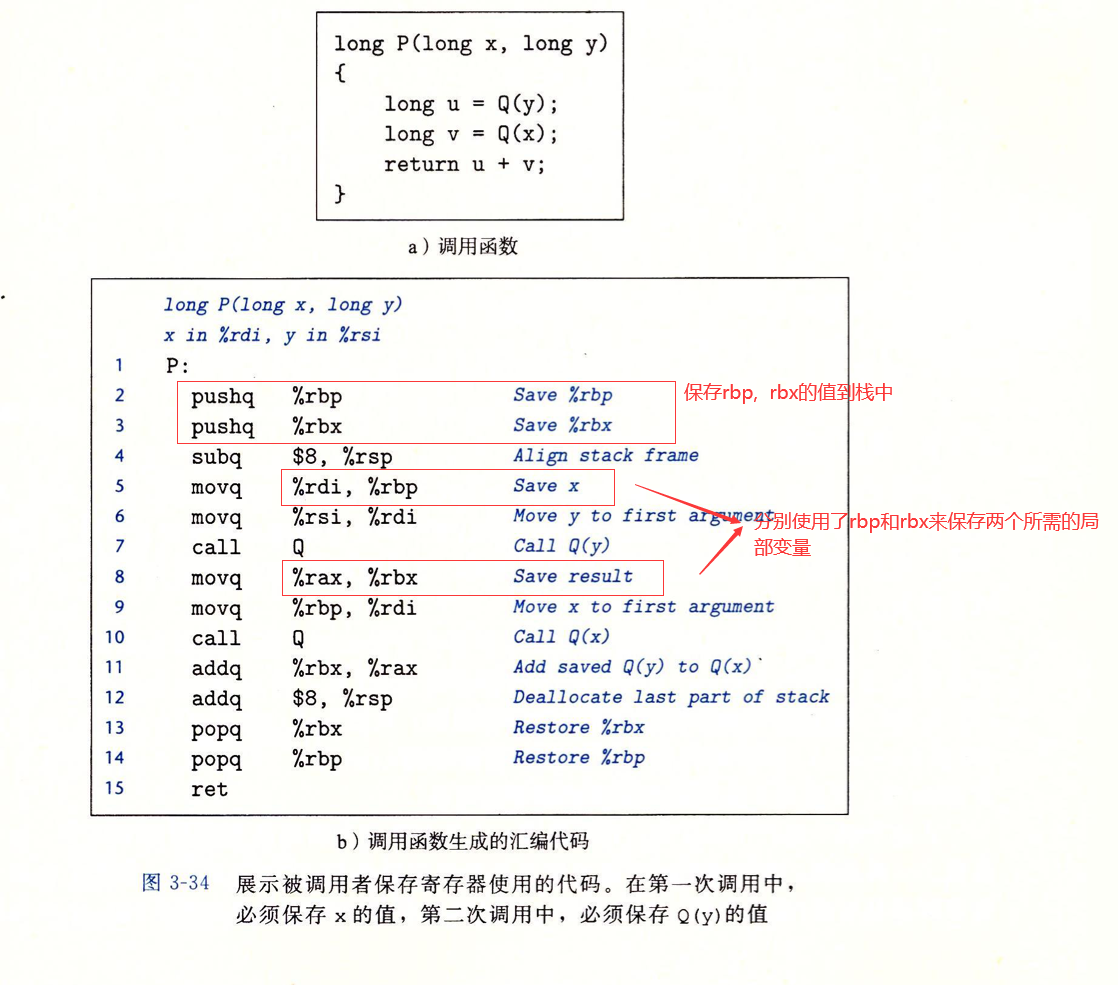 long P(long x, long y)
{
long u = Q(y);
long v = Q(x);
return u + v;
}
a）调用函数
long P(long x, long y)
x in %rdi, y in %rsi
1 P:
2 pushq %rbp Save %rbp 保存rbp，rbx的值到栈中
3 pushq %rbx Save %rbx
4 subq $8, %rsp Align stack frame
5 movq %rdi, %rbp Save x
6 movq %rsi, %rdi Move y to first argument
分别使用了rbp和rbx来保存两个所需的局
部变量
7 call Q Call Q(y)
8 movq %rax, %rbx Save result
9 movq %rbp, %rdi Move x to first argument
10 call Q Call Q(x)
11 addq %rbx, %rax Add saved Q(y) to Q(x)
12 addq $8, %rsp Deallocate last part of stack
13 popq %rbx Restore %rbx
14 popq %rbp Restore %rbp
15 ret
b）调用函数生成的汇编代码
图 3-34 展示被调用者保存寄存器使用的代码。在第一次调用中，
必须保存 x 的值，第二次调用中，必须保存 Q(y)的值